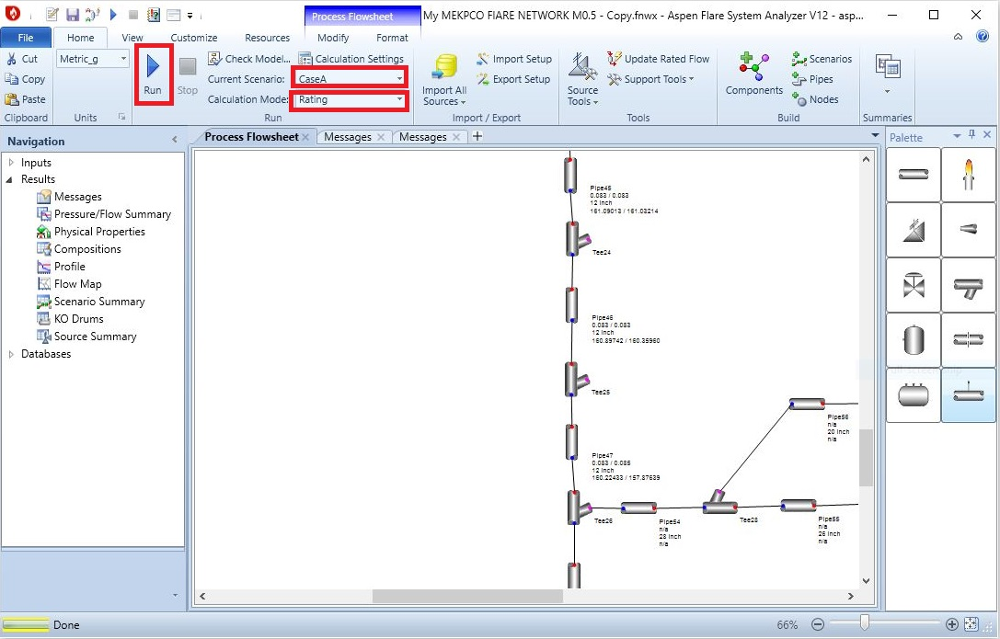 Process Flowsheet
My MEKPCO FIARE NETWORK M0.5 - Copy.fnwx - Aspen Flare System Analyzer V12 - asp...
File Home View Customize Resources Modify Format
Cut
Copy
Paste
Clipboard
Metric_g
Units
Run
Stop
Check Model...
Calculation Settings
Current Scenario: CaseA
Calculation Mode: Rating
Run
Import All
Sources
Import Setup
Export Setup
Import / Export
Source
Tools
Update Rated Flow
Support Tools
Tools
Components
Scenarios
Pipes
Nodes
Build
Summaries
Navigation
Inputs
Results
Messages
Pressure/Flow Summary
Physical Properties
Compositions
Profile
Flow Map
Scenario Summary
KO Drums
Source Summary
Databases
Process Flowsheet Messages Messages
Palette
Pipe45
0.083 / 0.083
12 inch
161.09013 / 161.03214
Tee24
Pipe46
0.083 / 0.083
12 inch
160.89742 / 160.35960
Tee25
Pipe47
0.083 / 0.085
12 inch
160.22433 / 157.87639
Tee26
Pipe54
n/a
28 inch
n/a
Tee28
Pipe56
n/a
20 inch
n/a
Pipe55
n/a
26 inch
n/a
Done
66%